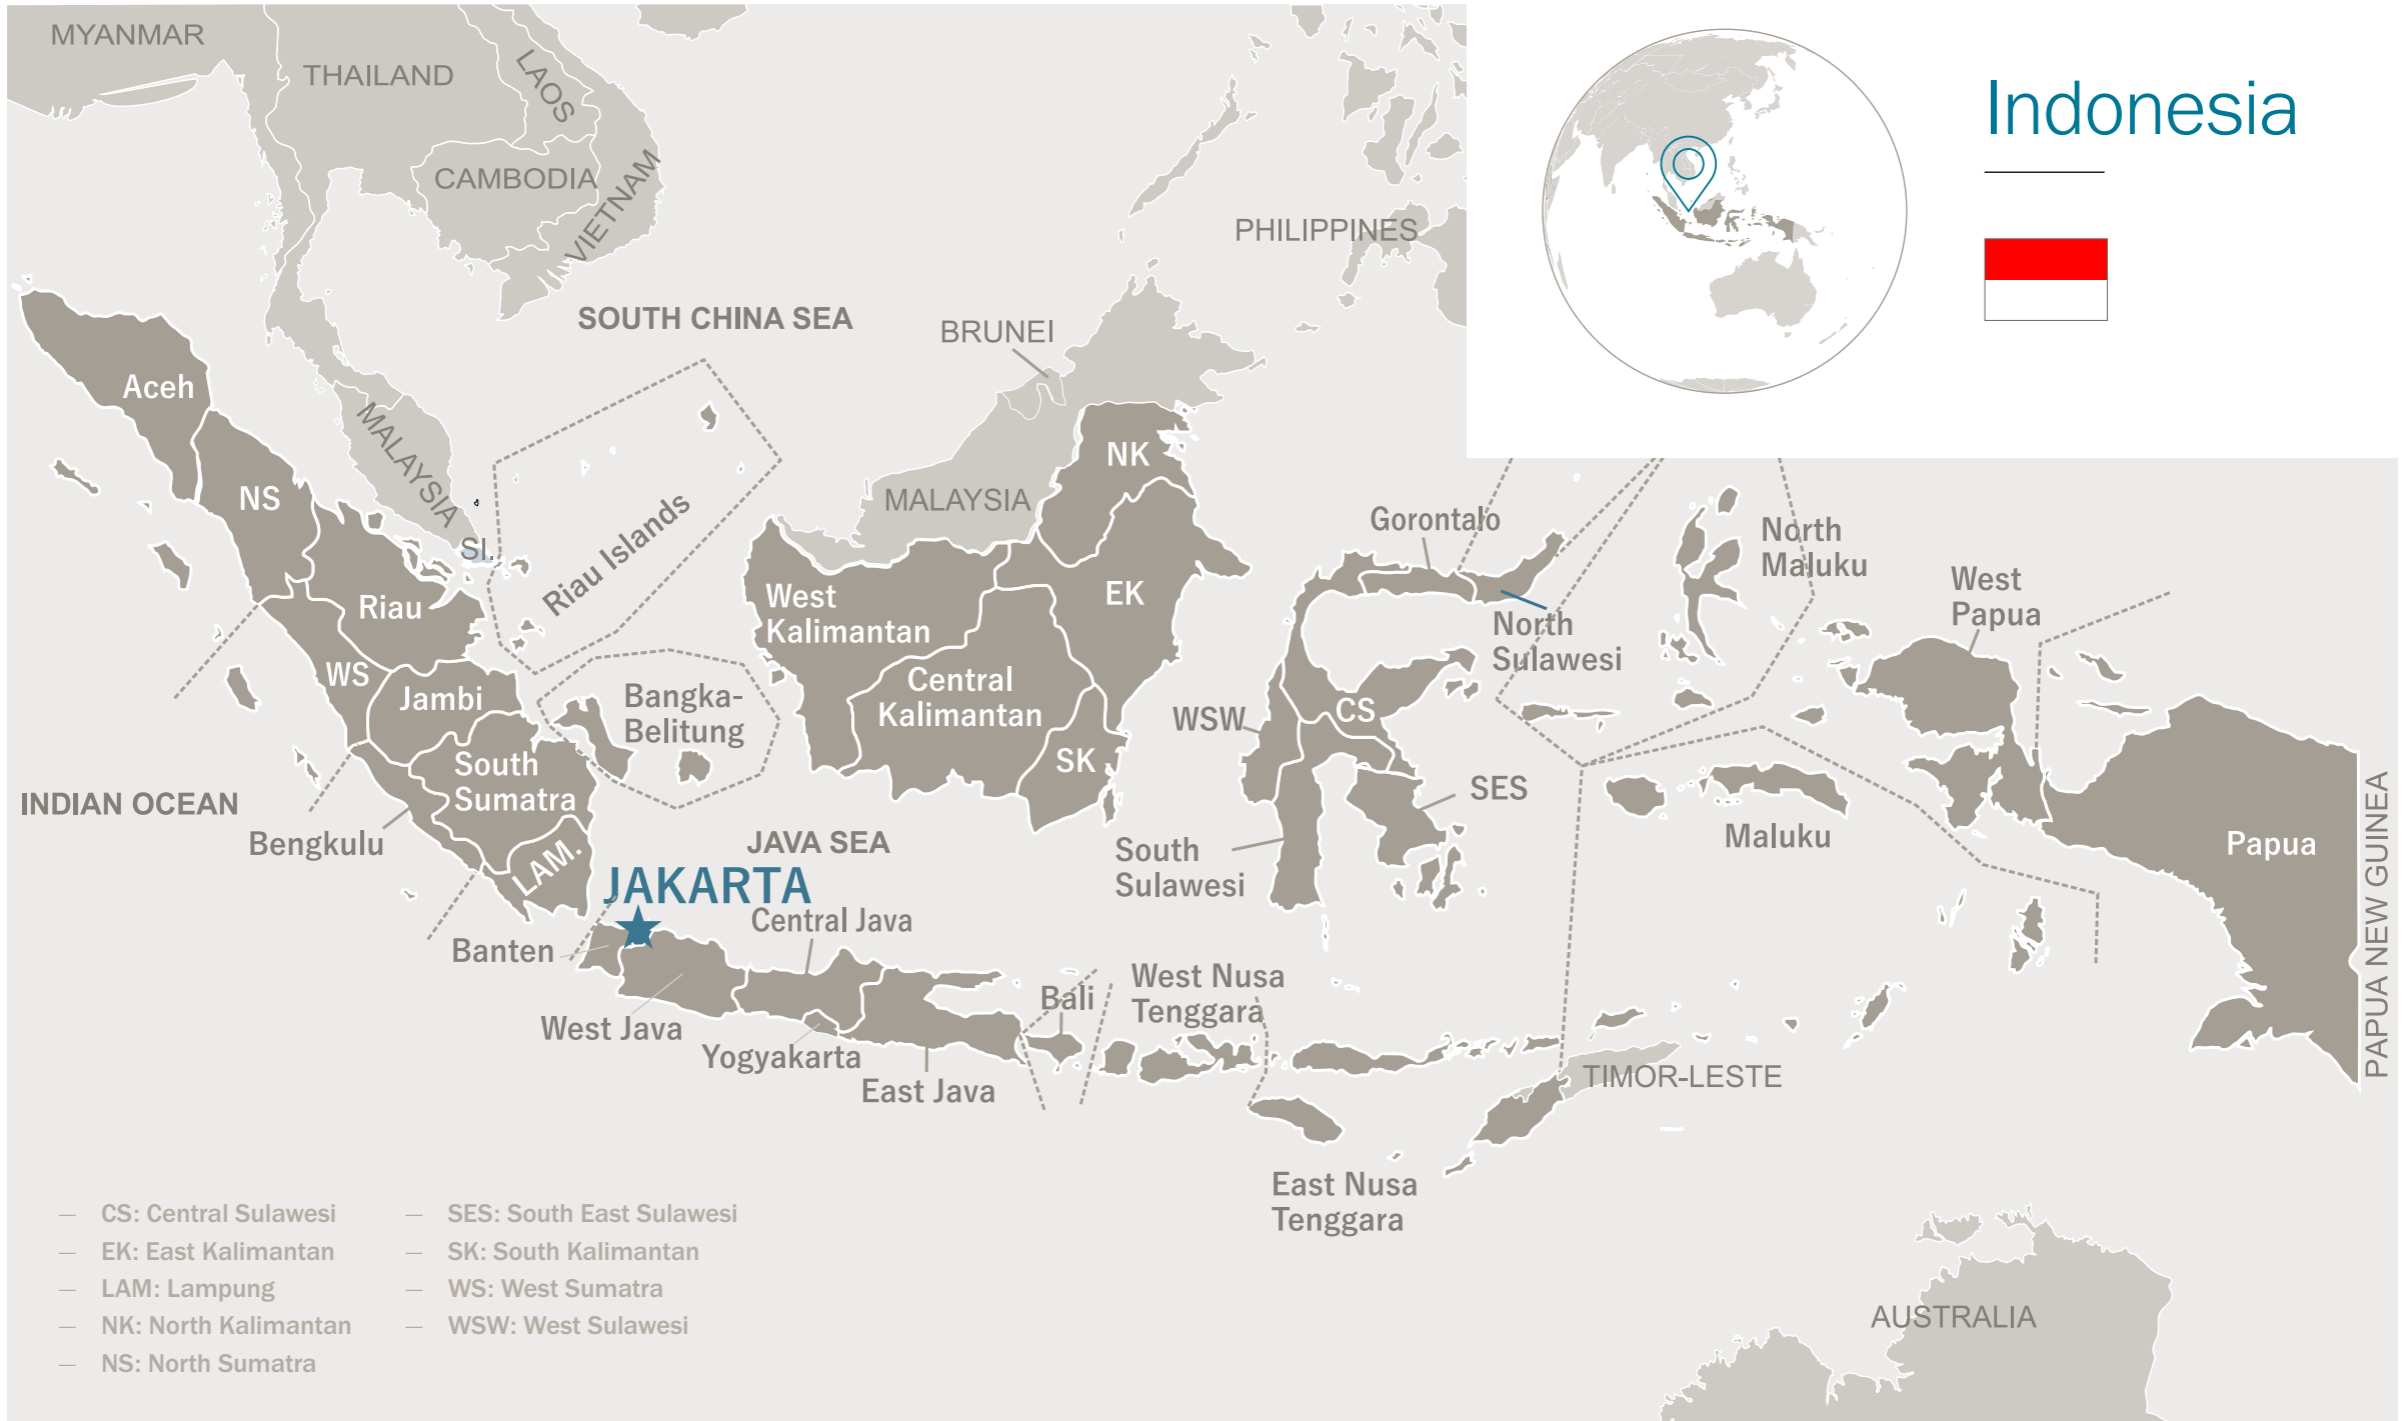 Indonesia
MYANMAR
THAILAND
LAOS
CAMBODIA
VIETNAM
PHILIPPINES
SOUTH CHINA SEA
BRUNEI
Aceh
MALAYSIA
NK
NS
MALAYSIA
Gorontalo
North
Maluku
SI.
Riau Islands
West
Papua
Riau
West
Kalimantan
EK
North
Sulawesi
WS
Jambi
Bangka-
Belitung
Central
Kalimantan
WSW
CS
South
Sumatra
SK
SES
INDIAN OCEAN
Bengkulu
LAM.
JAVA SEA
South
Sulawesi
Maluku
Papua
PAPUA NEW GUINEA
JAKARTA
Central Java
Banten
West Nusa
Tenggara
Bali
West Java
Yogyakarta
East Java
TIMOR-LESTE
East Nusa
Tenggara
AUSTRALIA
— CS: Central Sulawesi
— EK: East Kalimantan
— LAM: Lampung
— NK: North Kalimantan
— NS: North Sumatra
— SES: South East Sulawesi
— SK: South Kalimantan
— WS: West Sumatra
— WSW: West Sulawesi